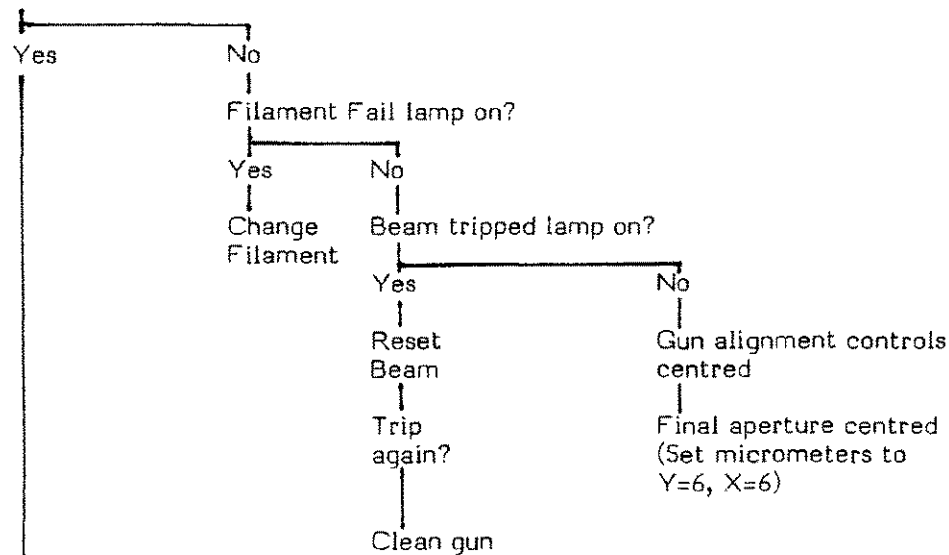 Yes
No
Filament Fail lamp on?
Yes
No
Change
Filament
Beam tripped lamp on?
Yes
No
Reset
Beam
Gun alignment controls
centred
Trip
again?
Final aperture centred
(Set micrometers to
Y=6, X=6)
Clean gun